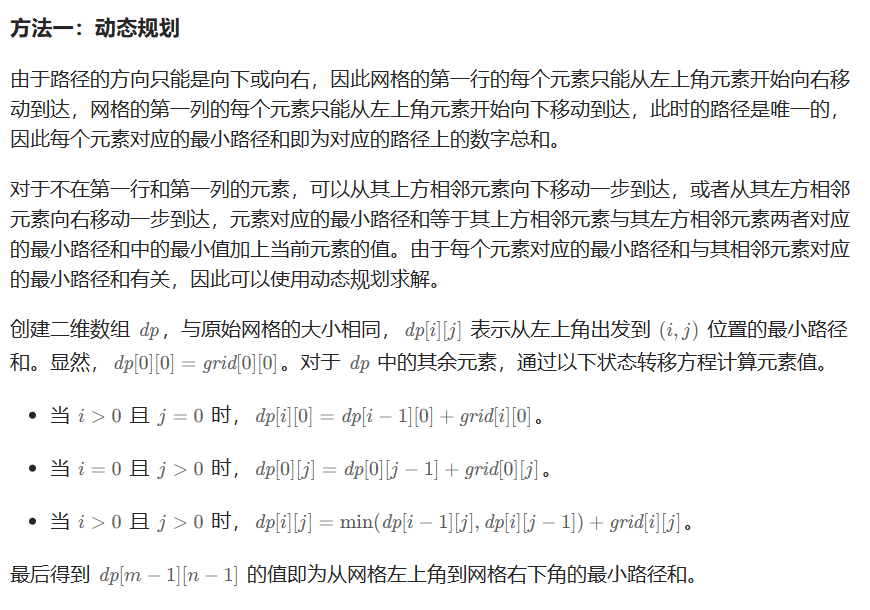 方法一：动态规划
由于路径的方向只能是向下或向右，因此网格的第一行的每个元素只能从左上角元素开始向右移
动到达，网格的第一列的每个元素只能从左上角元素开始向下移动到达，此时的路径是唯一的，
因此每个元素对应的最小路径和即为对应的路径上的数字总和。
对于不在第一行和第一列的元素，可以从其上方相邻元素向下移动一步到达，或者从其左方相邻
元素向右移动一步到达，元素对应的最小路径和等于其上方相邻元素与其左方相邻元素两者对应
的最小路径和中的最小值加上当前元素的值。由于每个元素对应的最小路径和与其相邻元素对应
的最小路径和有关，因此可以使用动态规划求解。
创建二维数组 dp，与原始网格的大小相同， dp[i][j] 表示从左上角出发到 (i, j) 位置的最小路径
和。显然， dp[0][0] = grid[0][0]。对于 dp 中的其余元素，通过以下状态转移方程计算元素值。
• 当 i > 0 且 j = 0 时， dp[i][0] = dp[i − 1][0] + grid[i][0]。
• 当 i = 0 且 j > 0 时， dp[0][j] = dp[0][j − 1] + grid[0][j]。
• 当 i > 0 且 j > 0 时， dp[i][j] = min(dp[i − 1][j], dp[i][j − 1]) + grid[i][j]。
最后得到 dp[m − 1][n − 1] 的值即为从网格左上角到网格右下角的最小路径和。